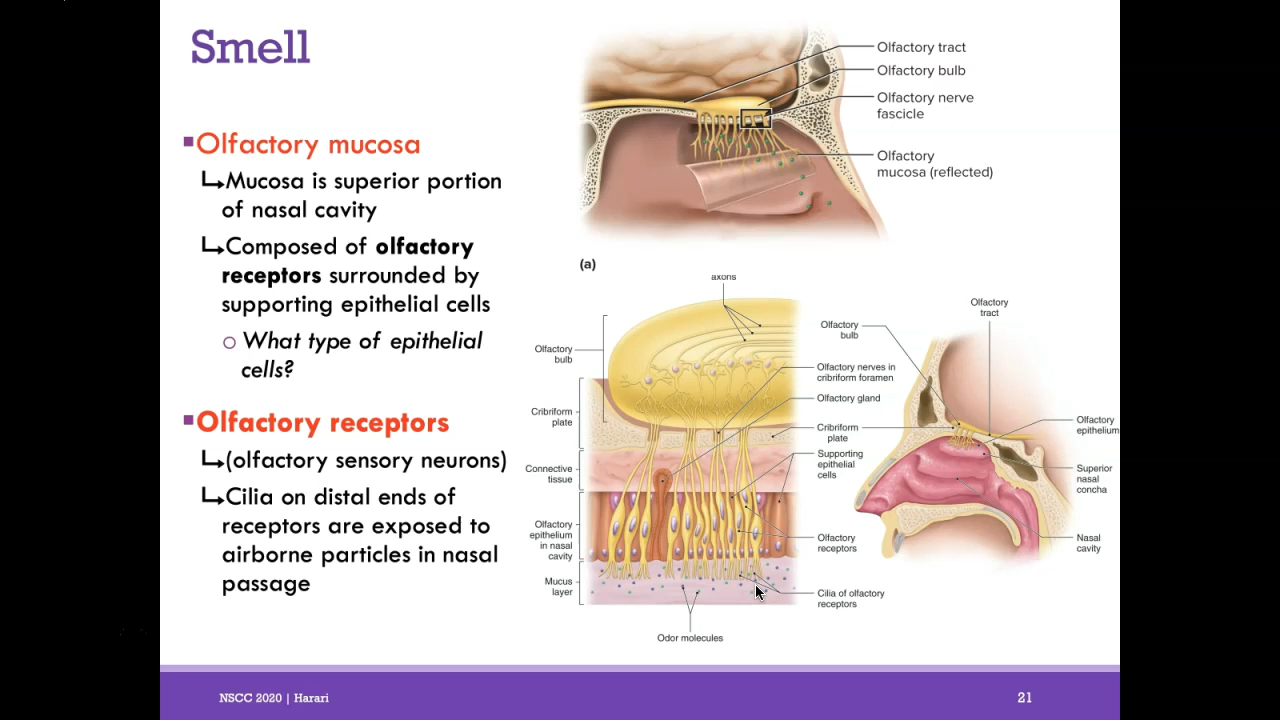 Smell
▪Olfactory mucosa
↳Mucosa is superior portion
of nasal cavity
↳Composed of olfactory
receptors surrounded by
supporting epithelial cells
○ What type of epithelial
cells?
▪Olfactory receptors
↳(olfactory sensory neurons)
↳Cilia on distal ends of
receptors are exposed to
airborne particles in nasal
passage
Olfactory tract
Olfactory bulb
Olfactory nerve
fascicle
Olfactory
mucosa (reflected)
(a)
axons
Olfactory
bulb
Cribriform
plate
Connective
tissue
Olfactory
epithelium
in nasal
cavity
Mucus
layer
Olfactory nerves in
cribriform foramen
Olfactory gland
Cribriform
plate
Supporting
epithelial
cells
Olfactory
receptors
Cilia of olfactory
receptors
Odor molecules
Olfactory
tract
Olfactory
bulb
Olfactory
epithelium
Superior
nasal
concha
Nasal
cavity
NSCC 2020 | Harari
21